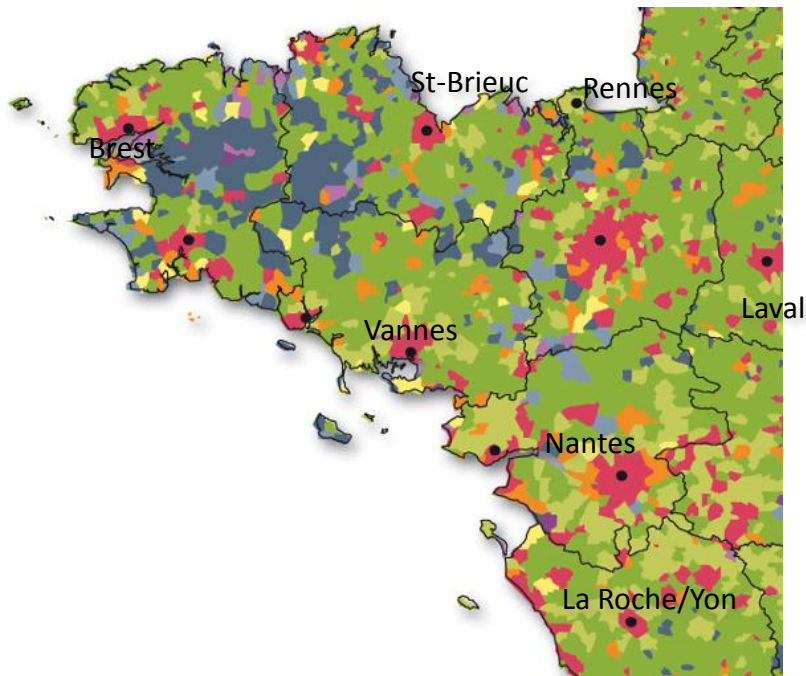 St-Brieuc
Rennes
Brest
Laval
Vannes
Nantes
La Roche/Yon